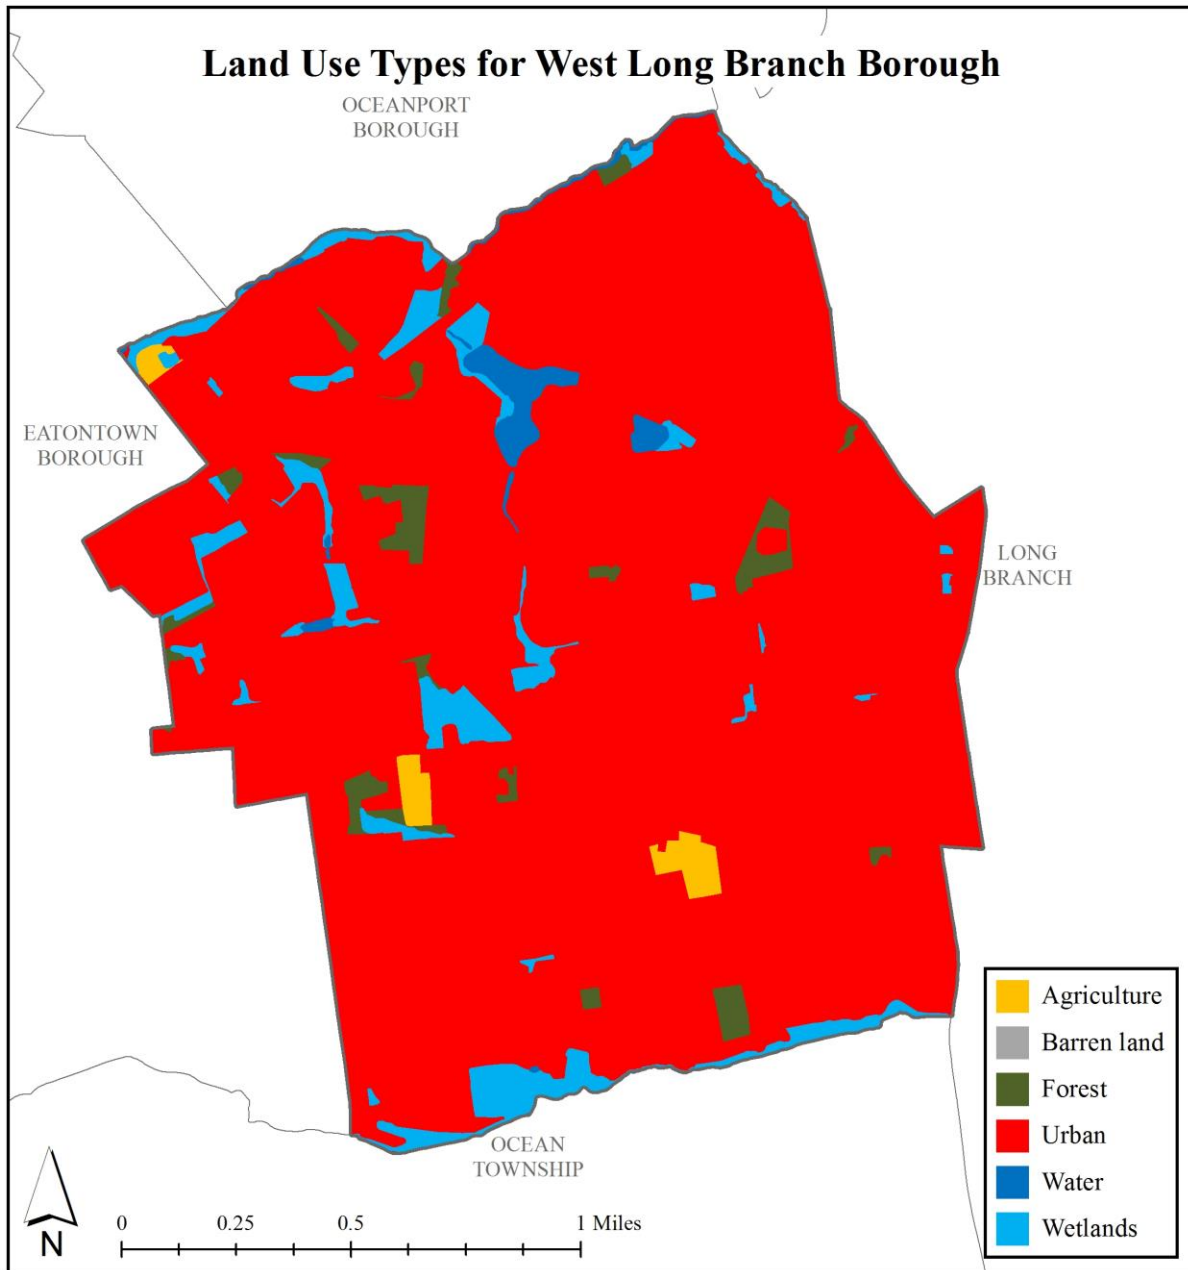 Land Use Types for West Long Branch Borough
OCEANPORT
BOROUGH
EATONTOWN
BOROUGH
LONG
BRANCH
Agriculture
Barren land
Forest
Urban
Water
Wetlands
OCEAN
TOWNSHIP
N
0 0.25 0.5 1 Miles